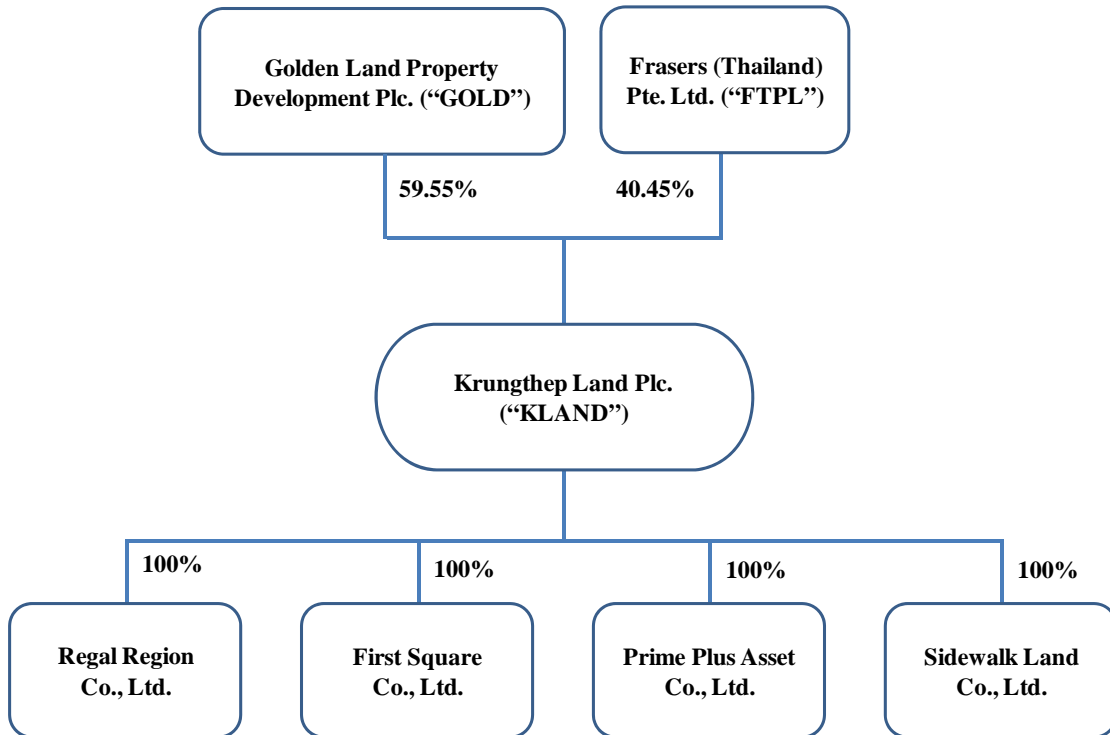 Golden Land Property
Development Plc. (“GOLD”)
Frasers (Thailand)
Pte. Ltd. (“FTPL”)
59.55%
40.45%
Krungthep Land Plc.
(“KLAND”)
100%
100%
100%
100%
Regal Region
Co., Ltd.
First Square
Co., Ltd.
Prime Plus Asset
Co., Ltd.
Sidewalk Land
Co., Ltd.